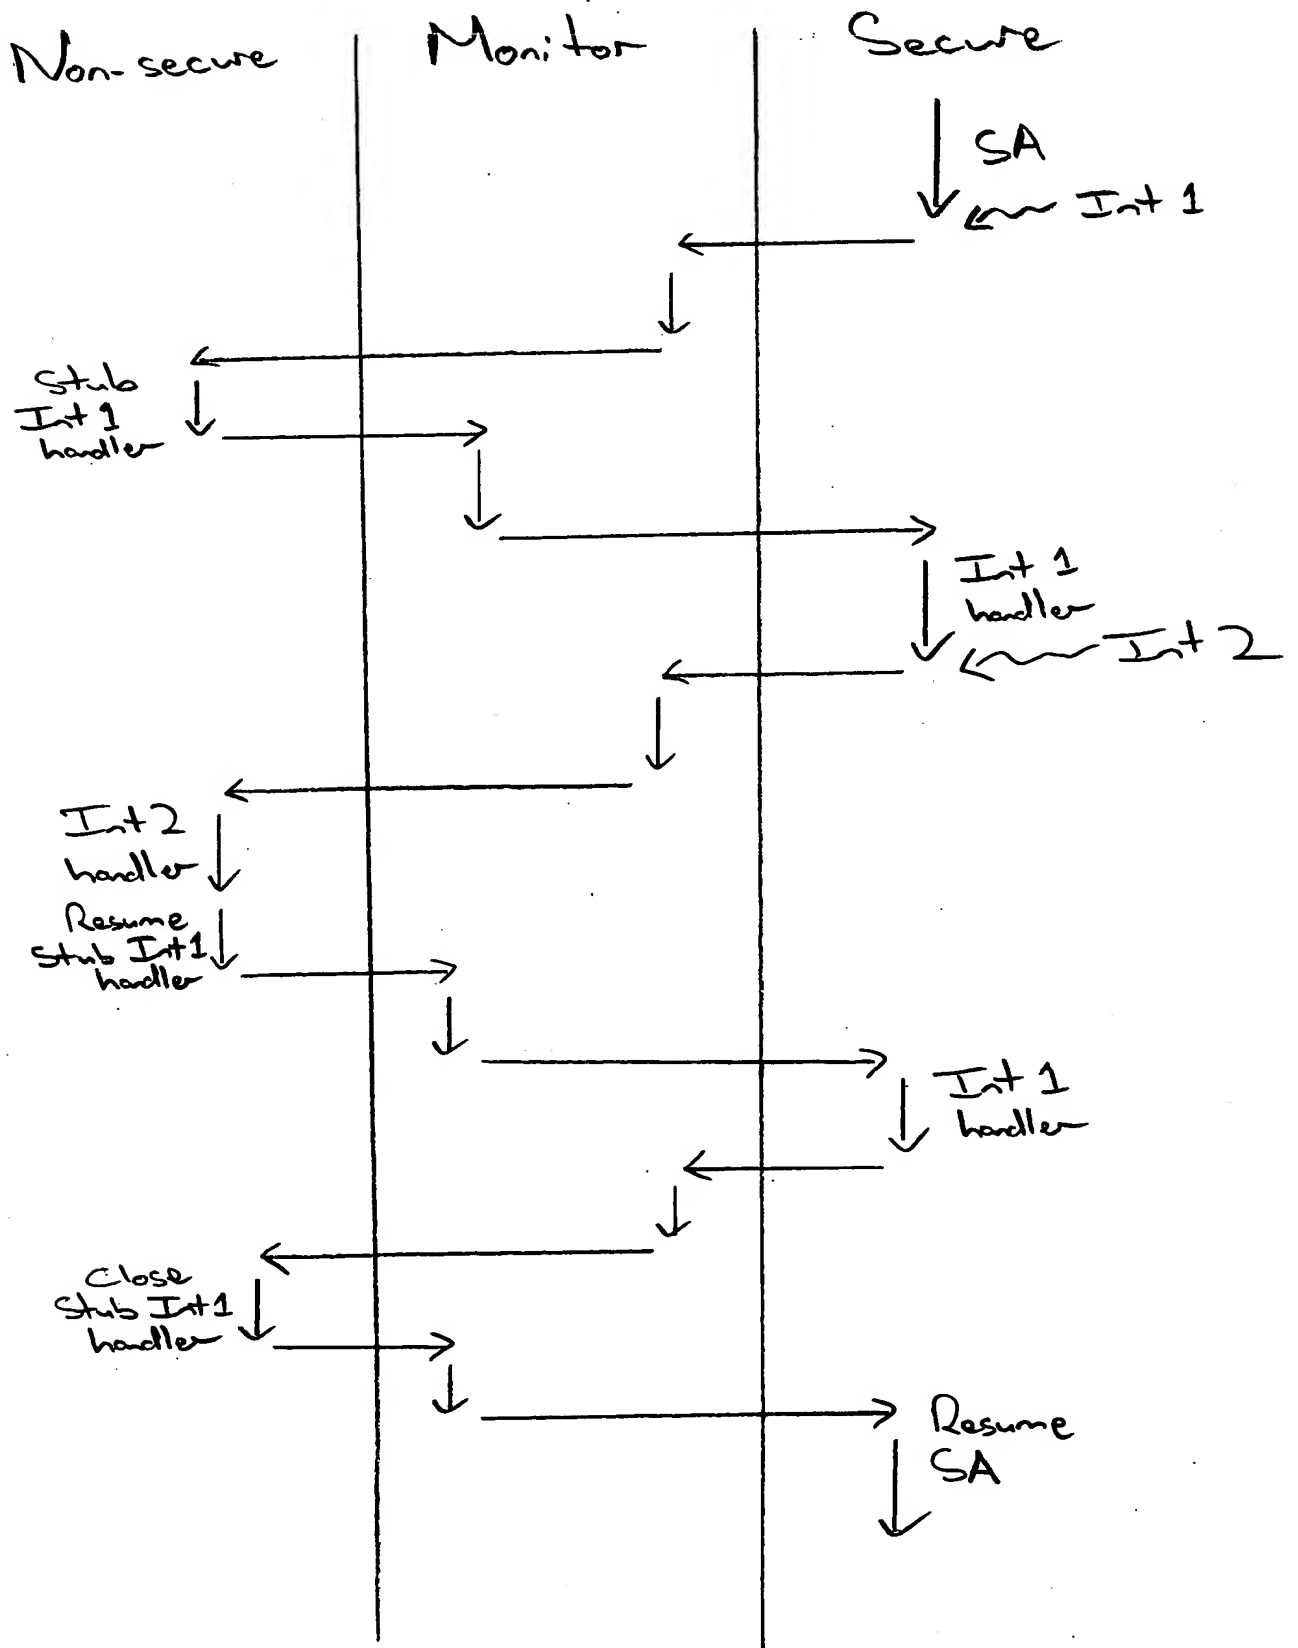 Non-secure
Monitor
Secure
SA
Int 1
Stub
Int 1
handler
Int 1
handler
Int 2
Int 2
handler
Resume
Stub Int 1
handler
Int 1
handler
Close
Stub Int 1
handler
Resume
SA